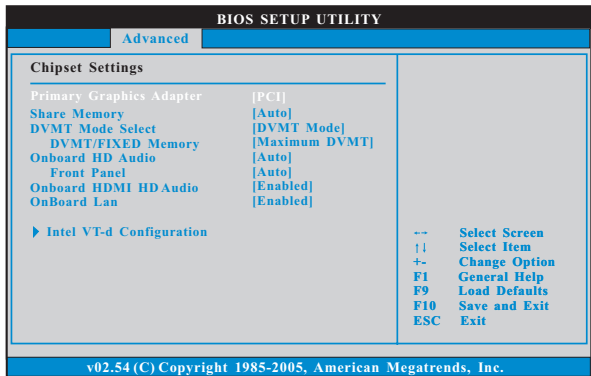 BIOS SETUP UTILITY
Advanced
Chipset Settings
Primary Graphics Adapter [PCI]
Share Memory [Auto]
DVMT Mode Select [DVMT Mode]
DVMT/FIXED Memory [Maximum DVMT]
Onboard HD Audio [Auto]
Front Panel [Auto]
Onboard HDMI HD Audio [Enabled]
OnBoard Lan [Enabled]
Intel VT-d Configuration
←→ Select Screen
↑↓ Select Item
+- Change Option
F1 General Help
F9 Load Defaults
F10 Save and Exit
ESC Exit
v02.54 (C) Copyright 1985-2005, American Megatrends, Inc.